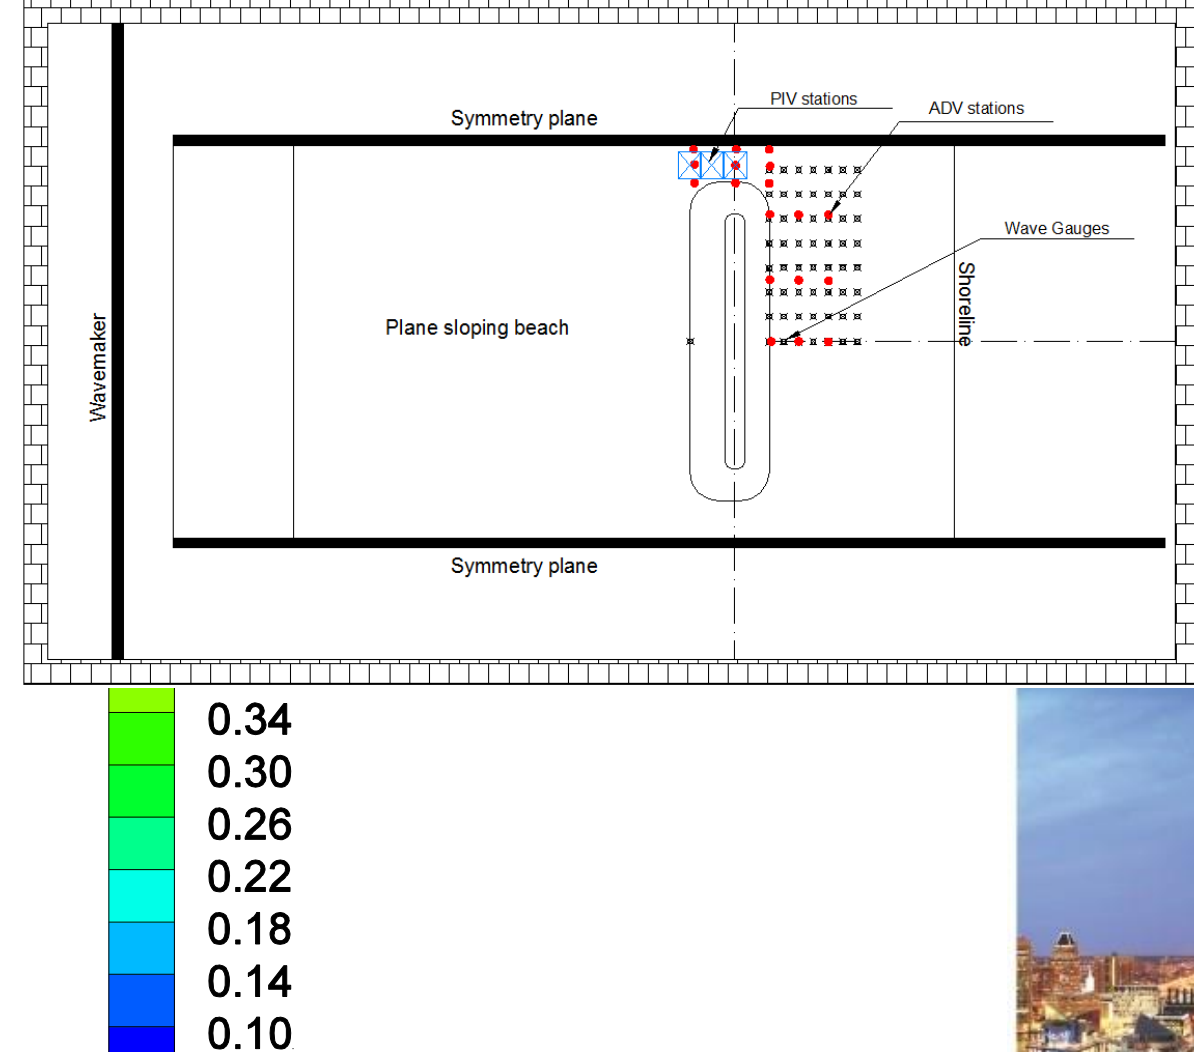 PIV stations
ADV stations
Symmetry plane
Wave Gauges
Shoreline
Plane sloping beach
Wavemaker
Symmetry plane
0.34
0.30
0.26
0.22
0.18
0.14
0.10